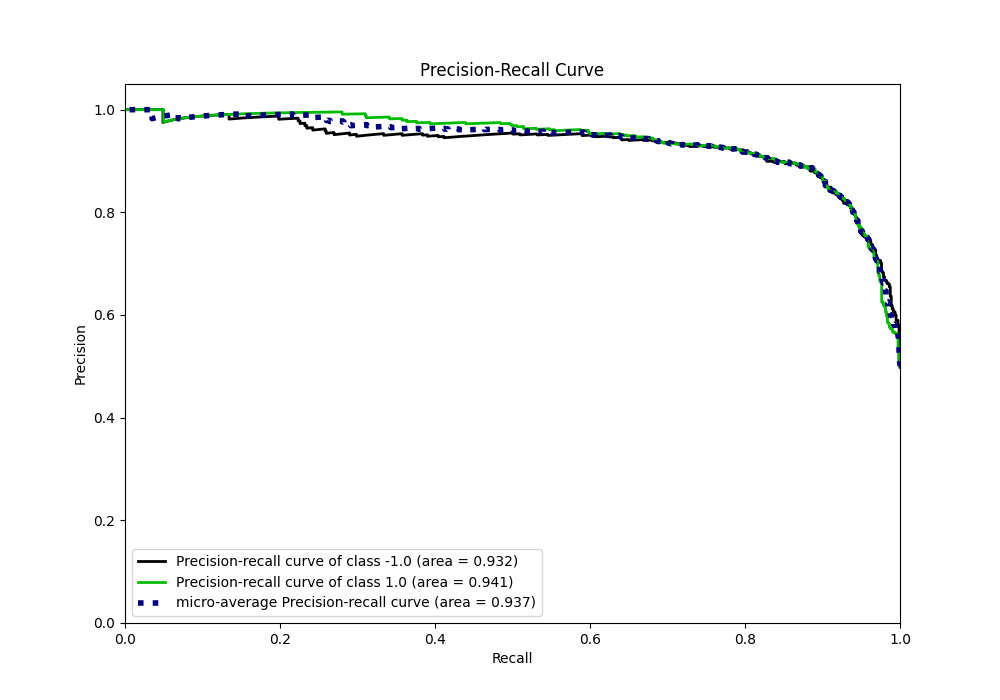 Precision-Recall Curve
1.0
0.8
0.6
0.4
0.2
0.0
Precision
Precision-recall curve of class -1.0 (area = 0.932)
Precision-recall curve of class 1.0 (area = 0.941)
micro-average Precision-recall curve (area = 0.937)
0.0 0.2 0.4 0.6 0.8 1.0
Recall